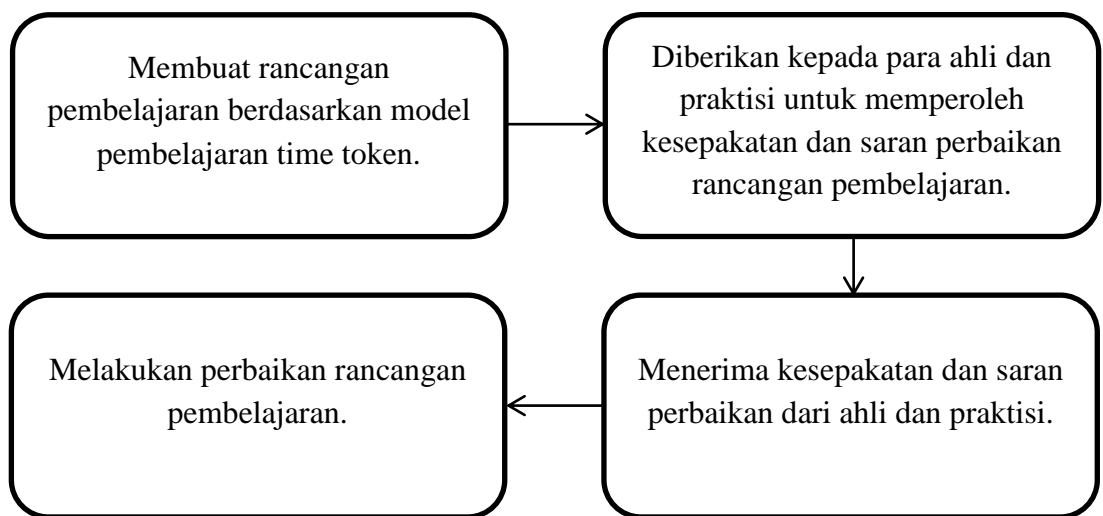 Membuat rancangan
pembelajaran berdasarkan model
pembelajaran time token.
Diberikan kepada para ahli dan
praktisi untuk memperoleh
kesepakatan dan saran perbaikan
rancangan pembelajaran.
Menerima kesepakatan dan saran
perbaikan dari ahli dan praktisi.
Melakukan perbaikan rancangan
pembelajaran.